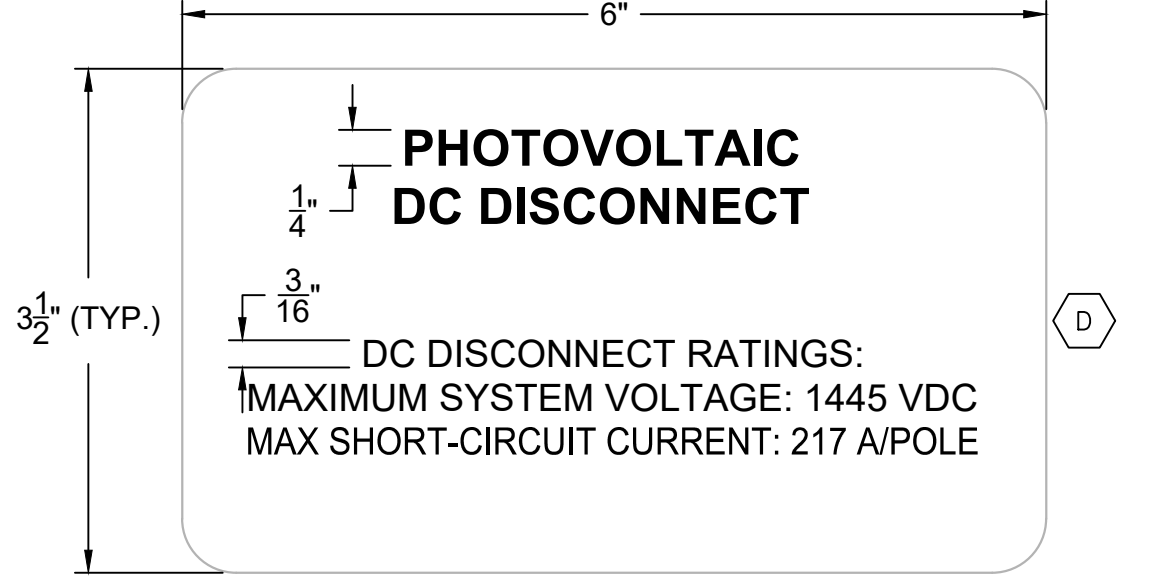 6"
PHOTOVOLTAIC
DC DISCONNECT
1/4"
3 1/2" (TYP.)
3/16"
D
DC DISCONNECT RATINGS:
MAXIMUM SYSTEM VOLTAGE: 1445 VDC
MAX SHORT-CIRCUIT CURRENT: 217 A/POLE